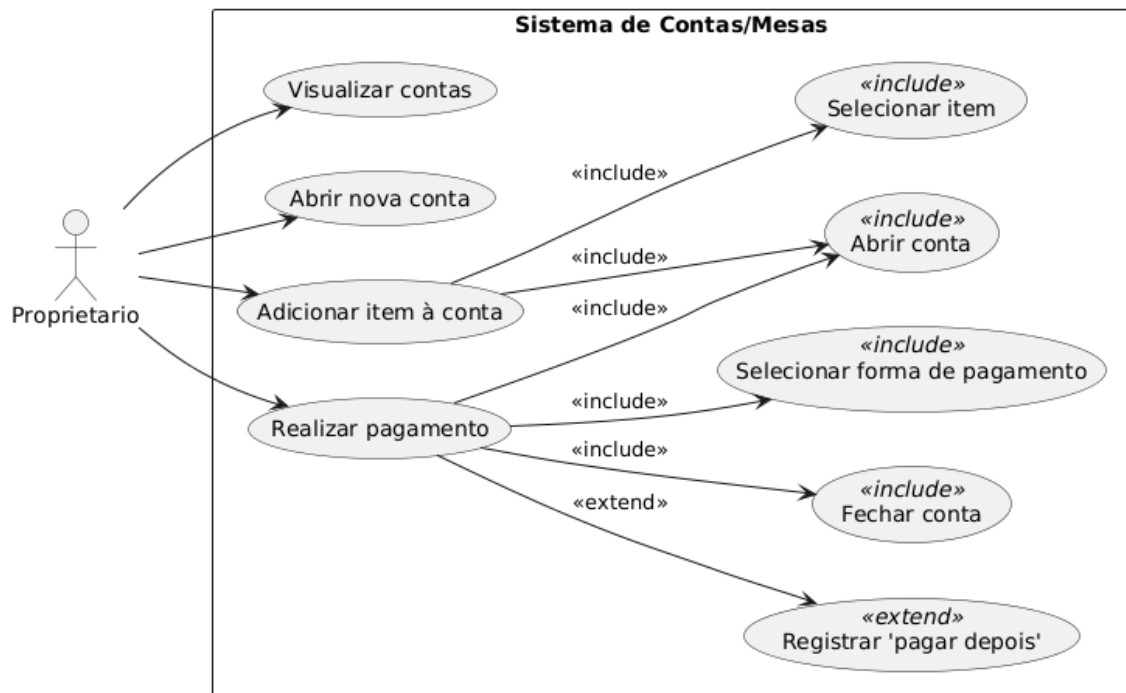 Sistema de Contas/Mesas
Visualizar contas
«include»
Selecionar item
«include»
Abrir nova conta
«include»
Abrir conta
«include»
Adicionar item à conta
Proprietario
«include»
«include»
Selecionar forma de pagamento
«include»
Realizar pagamento
«include»
«include»
Fechar conta
«extend»
«extend»
Registrar 'pagar depois'